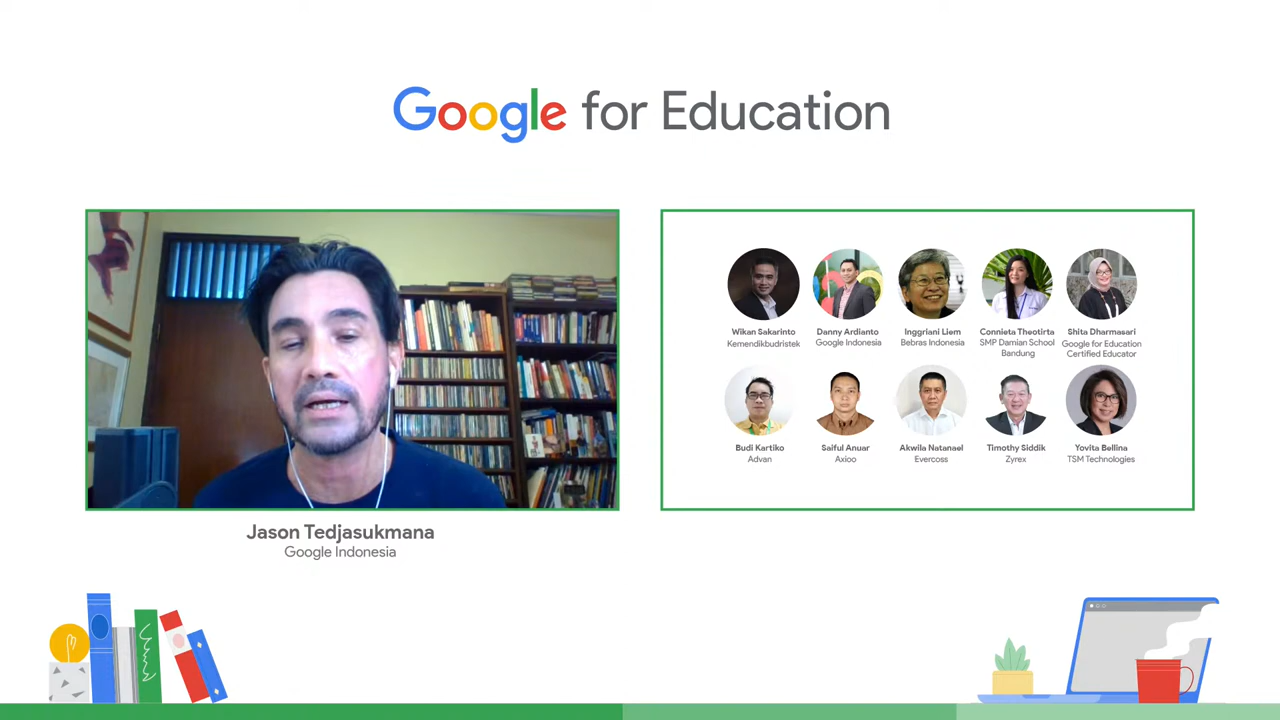 Google for Education
Wikan Sakarinto
Kemendikbudristek
Danny Ardianto
Google Indonesia
Inggriani Liem
Bebras Indonesia
Connieta Theotirta
SMP Damian School
Bandung
Shita Dharmasari
Google for Education
Certified Educator
Budi Kartiko
Advan
Saiful Anuar
Axioo
Akwila Natanael
Evercoss
Timothy Siddik
Zyrex
Yovita Bellina
TSM Technologies
Jason Tedjasukmana
Google Indonesia